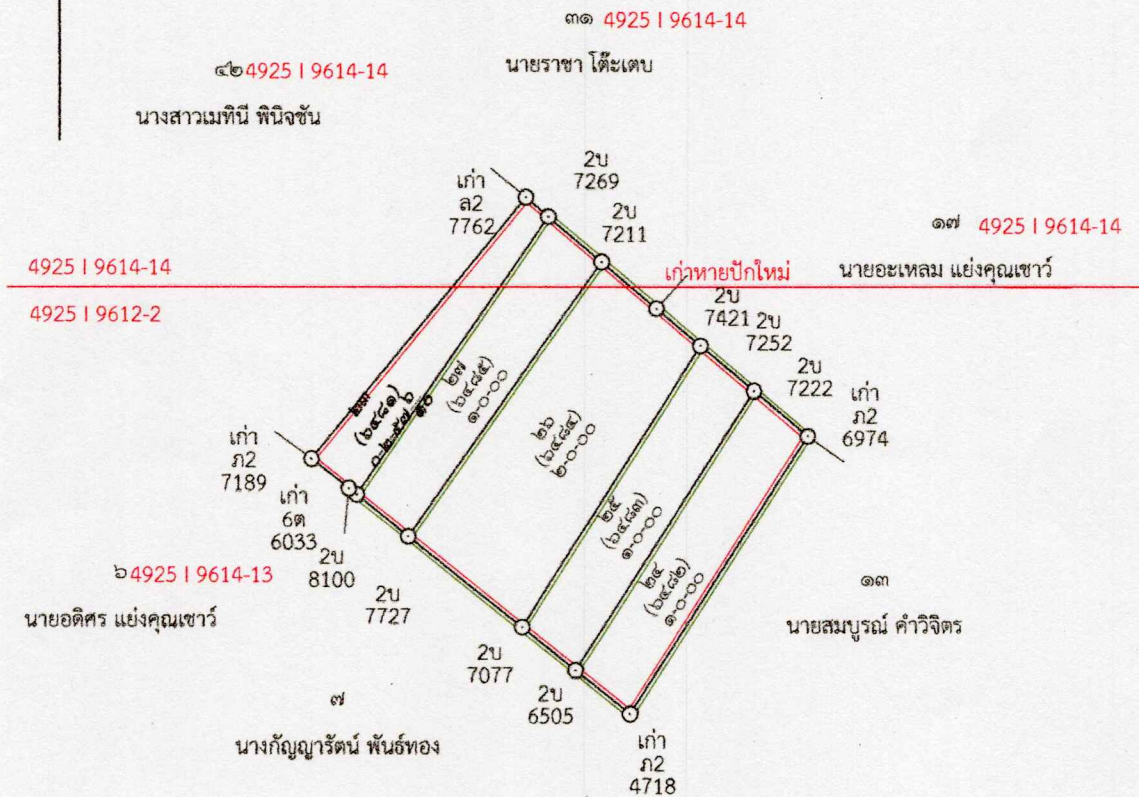 ๓๑ 4925 I 9614-14
นายราชา โต๊ะเตบ
๔๒ 4925 I 9614-14
นางสาวเมทินี พินิจชัน
2บ
7269
เก่า
ล2
7762
2บ
7211
๑๗ 4925 I 9614-14
4925 I 9614-14
เก่าหายปักใหม่
นายอะเหลม แย่งคุณเชาว์
4925 I 9612-2
2บ
7421
2บ
7252
2บ
7222
เก่า
ภ2
6974
๒๓
(๖๔๘๑)
๒๗
(๖๔๘๕)
๑-๐-๐๐
๒๖
(๖๔๘๔)
๒-๐-๐๐
๒๕
(๖๔๘๓)
๑-๐-๐๐
๒๔
(๖๔๘๒)
๑-๐-๐๐
เก่า
ภ2
7189
เก่า
6ต
6033
2บ
8100
2บ
7727
๖ 4925 I 9614-13
นายอดิศร แย่งคุณเชาว์
๑๓
นายสมบูรณ์ คำวิจิตร
2บ
7077
2บ
6505
๗
นางกัญญารัตน์ พันธ์ทอง
เก่า
ภ2
4718